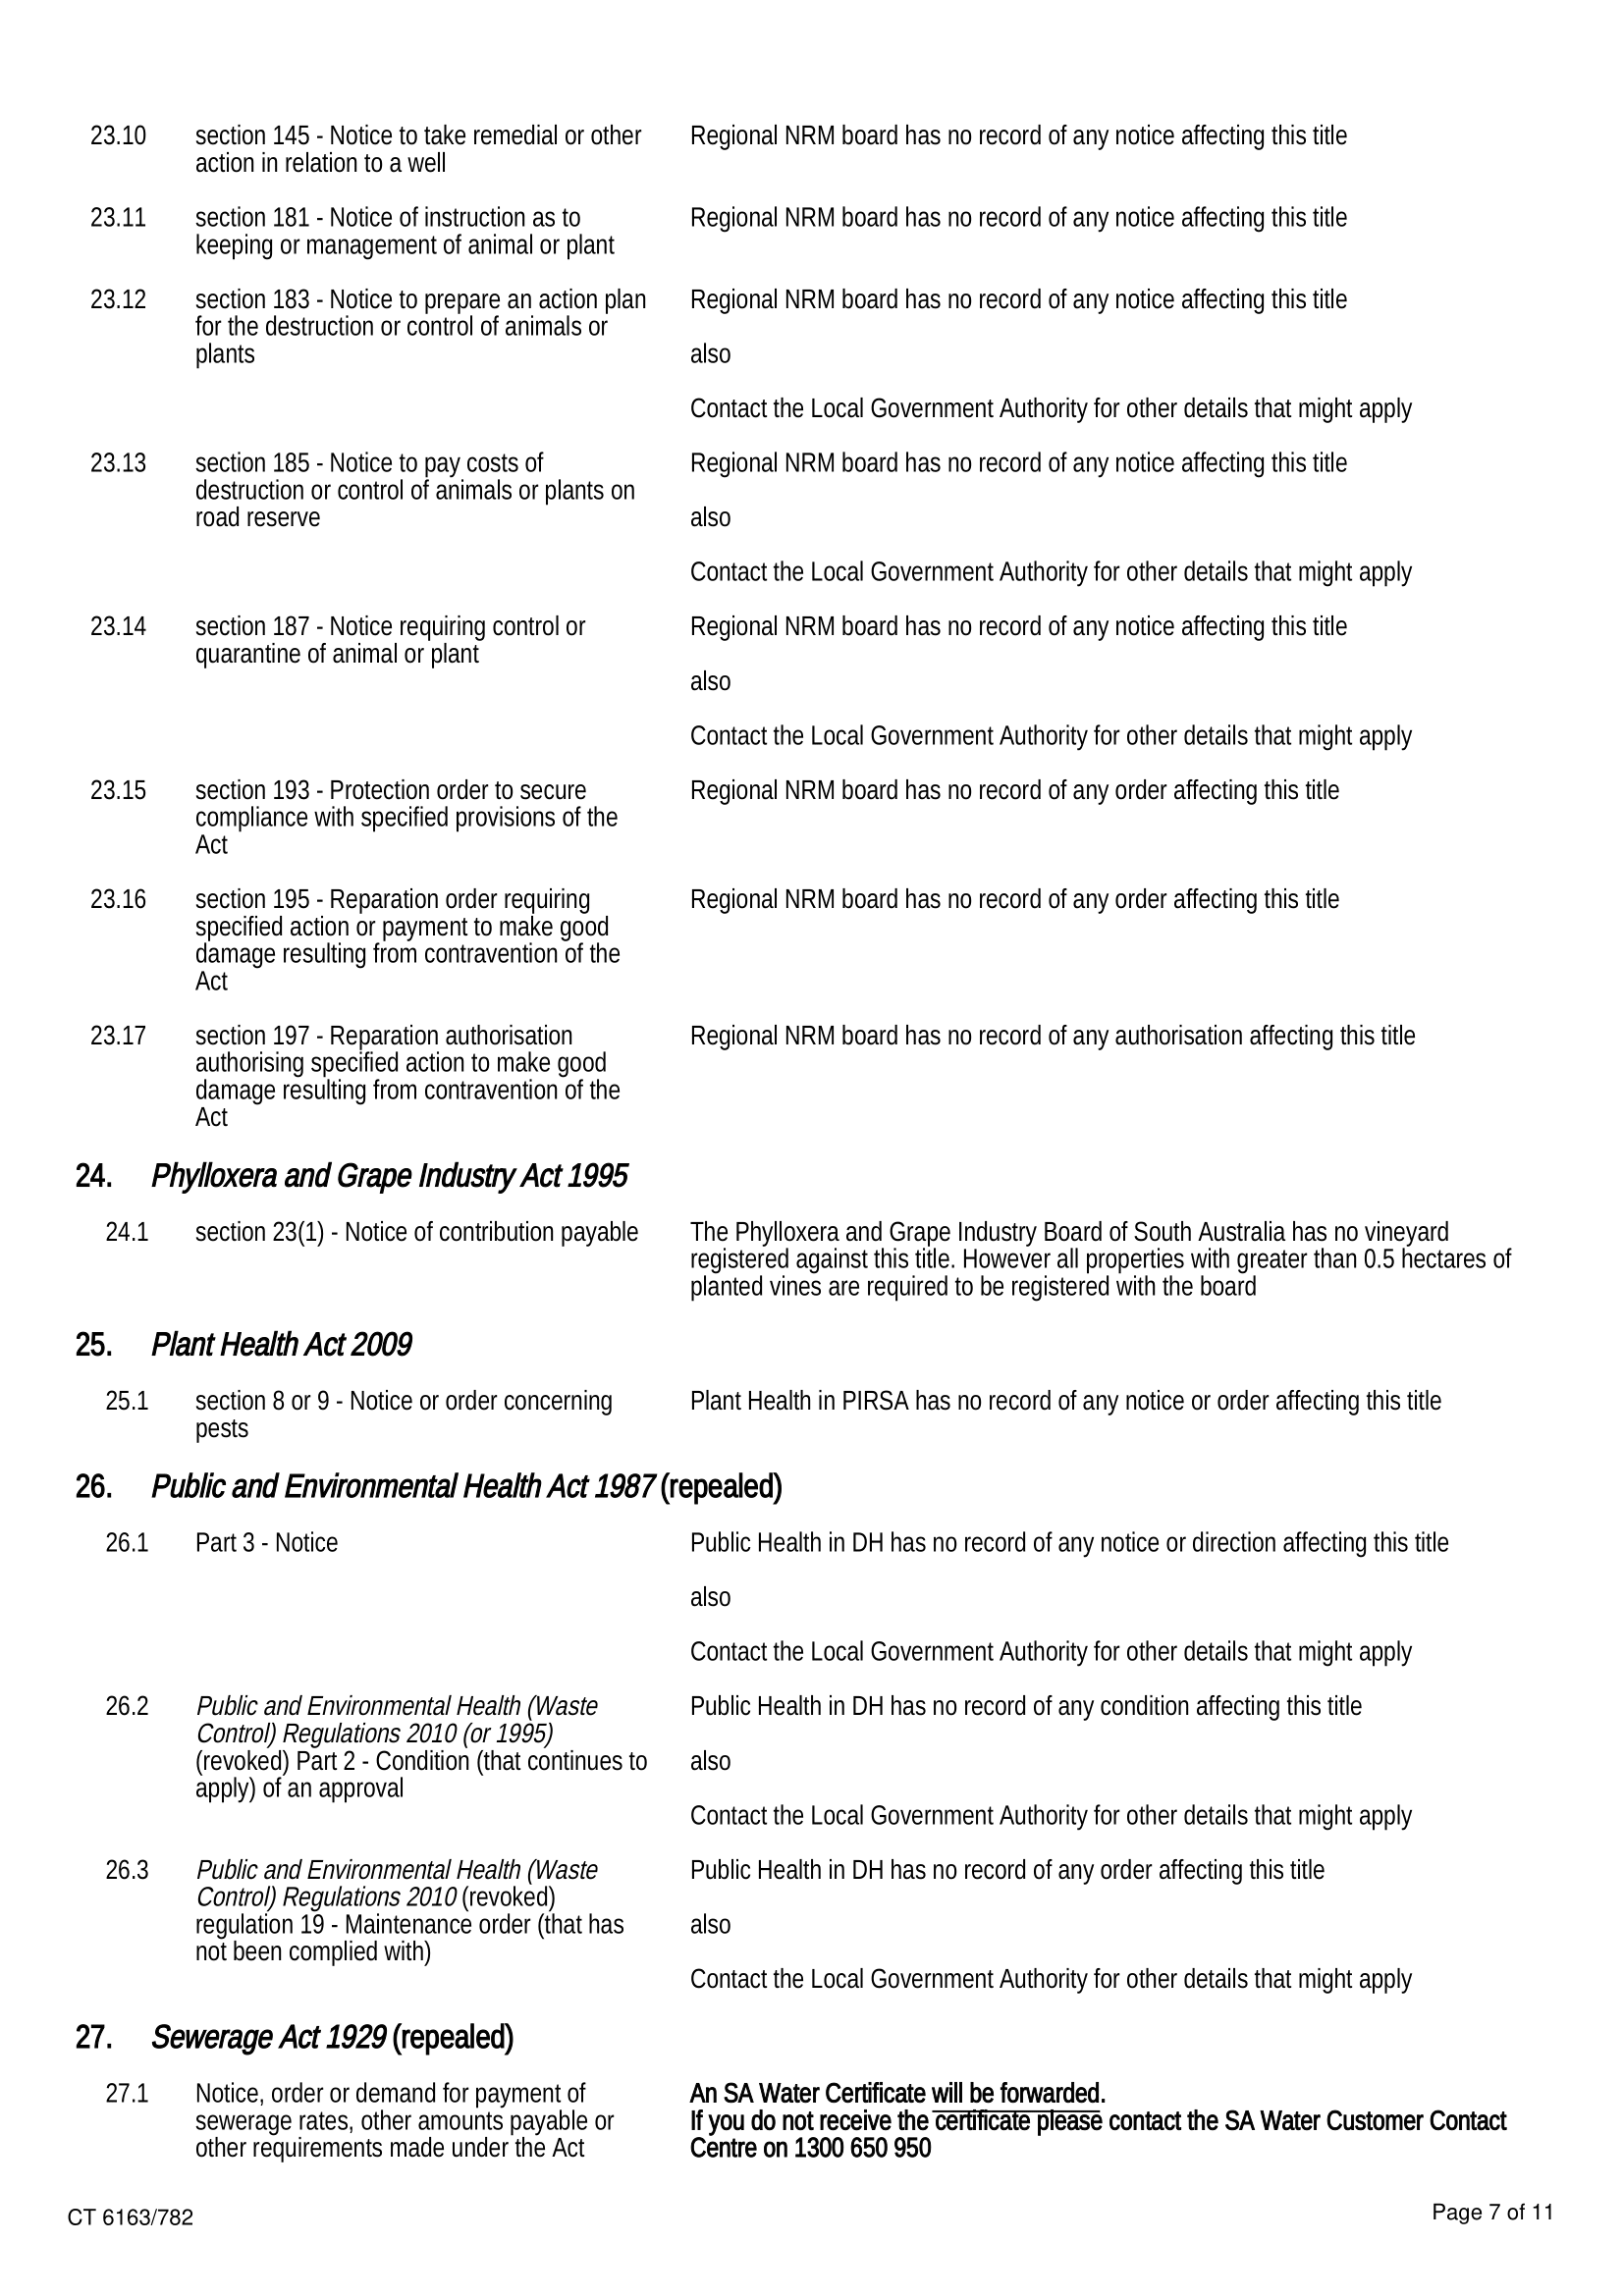 23.10 section 145 - Notice to take remedial or other Regional NRM board has no record of any notice affecting this title
action in relation to a well
23.11 section 181 - Notice of instruction as to Regional NRM board has no record of any notice affecting this title
keeping or management of animal or plant
23.12 section 183 - Notice to prepare an action plan Regional NRM board has no record of any notice affecting this title
for the destruction or control of animals or
plants also
Contact the Local Government Authority for other details that might apply
23.13 section 185 - Notice to pay costs of Regional NRM board has no record of any notice affecting this title
destruction or control of animals or plants on
road reserve also
Contact the Local Government Authority for other details that might apply
23.14 section 187 - Notice requiring control or Regional NRM board has no record of any notice affecting this title
quarantine of animal or plant
also
Contact the Local Government Authority for other details that might apply
23.15 section 193 - Protection order to secure Regional NRM board has no record of any order affecting this title
compliance with specified provisions of the
Act
23.16 section 195 - Reparation order requiring Regional NRM board has no record of any order affecting this title
specified action or payment to make good
damage resulting from contravention of the
Act
23.17 section 197 - Reparation authorisation Regional NRM board has no record of any authorisation affecting this title
authorising specified action to make good
damage resulting from contravention of the
Act
24. Phylloxera and Grape Industry Act 1995
24.1 section 23(1) - Notice of contribution payable The Phylloxera and Grape Industry Board of South Australia has no vineyard
registered against this title. However all properties with greater than 0.5 hectares of
planted vines are required to be registered with the board
25. Plant Health Act 2009
25.1 section 8 or 9 - Notice or order concerning Plant Health in PIRSA has no record of any notice or order affecting this title
pests
26. Public and Environmental Health Act 1987 (repealed)
26.1 Part 3 - Notice Public Health in DH has no record of any notice or direction affecting this title
also
Contact the Local Government Authority for other details that might apply
26.2 Public and Environmental Health (Waste Public Health in DH has no record of any condition affecting this title
Control) Regulations 2010 (or 1995)
(revoked) Part 2 - Condition (that continues to also
apply) of an approval
Contact the Local Government Authority for other details that might apply
26.3 Public and Environmental Health (Waste Public Health in DH has no record of any order affecting this title
Control) Regulations 2010 (revoked)
regulation 19 - Maintenance order (that has also
not been complied with)
Contact the Local Government Authority for other details that might apply
27. Sewerage Act 1929 (repealed)
27.1 Notice, order or demand for payment of An SA Water Certificate will be forwarded.
sewerage rates, other amounts payable or If you do not receive the certificate please contact the SA Water Customer Contact
other requirements made under the Act Centre on 1300 650 950
CT 6163/782 Page 7 of 11